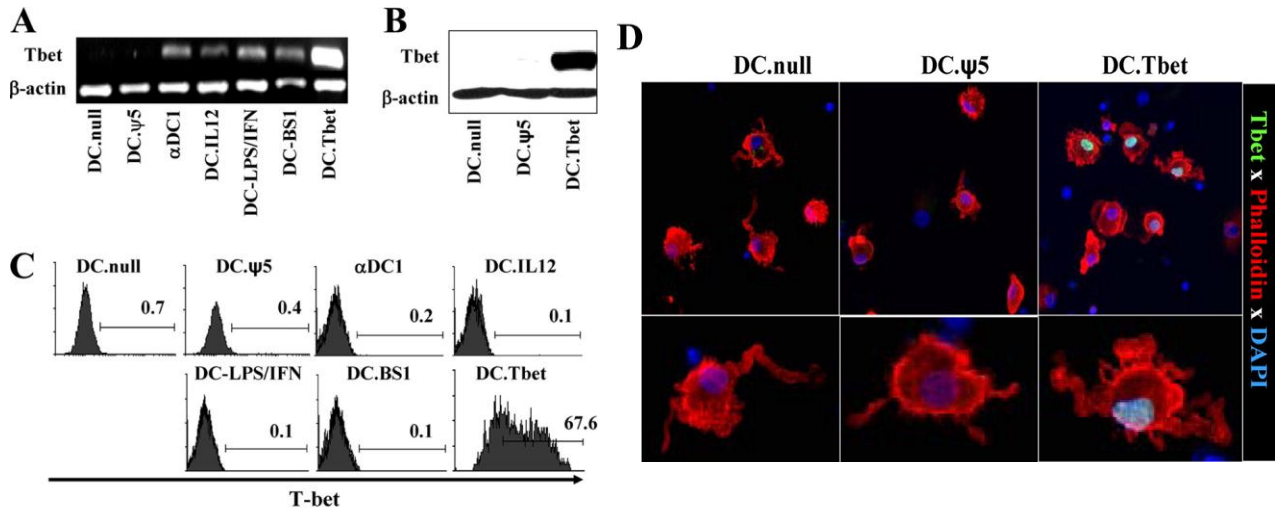 A
Tbet
β-actin
DC.null
DC.ψ5
αDC1
DC.IL12
DC-LPS/IFN
DC-BS1
DC.Tbet
B
Tbet
β-actin
DC.null
DC.ψ5
DC.Tbet
C
DC.null
DC.ψ5
αDC1
DC.IL12
0.7
0.4
0.2
0.1
DC-LPS/IFN
DC.BS1
DC.Tbet
0.1
0.1
67.6
T-bet
D
DC.null
DC.ψ5
DC.Tbet
Tbet x Phalloidin x DAPI